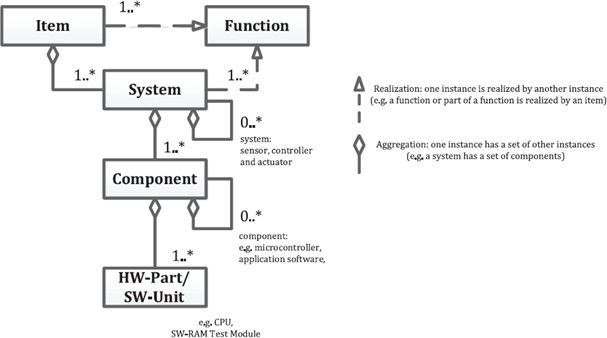 Item
1..*
Function
1..*
1..*
System
0..*
system:
sensor, controller
and actuator
1..*
Component
0..*
component:
e.g. microcontroller,
application software,
1..*
HW-Part/
SW-Unit
e.g. CPU,
SW-RAM Test Module
Realization: one instance is realized by another instance
(e.g. a function or part of a function is realized by an item)
Aggregation: one instance has a set of other instances
(e.g. a system has a set of components)